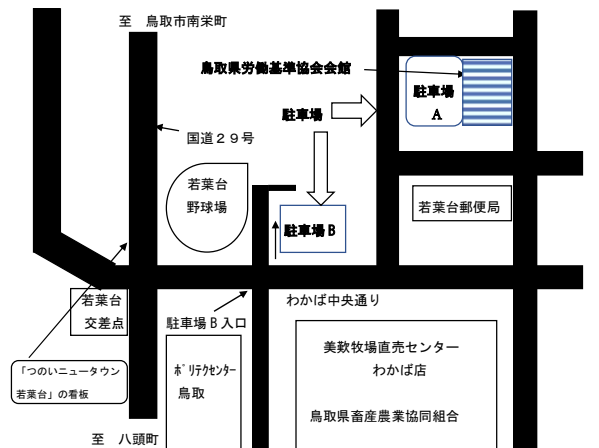 至　鳥取市南栄町
鳥取県労働基準協会会館
駐車場
A
駐車場
国道２９号
若葉台
野球場
若葉台郵便局
駐車場B
若葉台
交差点
駐車場B入口
わかば中央通り
「つのいニュータウン
若葉台」の看板
ﾎﾟﾘﾃｸｾﾝﾀｰ
鳥取
美歎牧場直売センター
わかば店
鳥取県畜産農業協同組合
至　八頭町